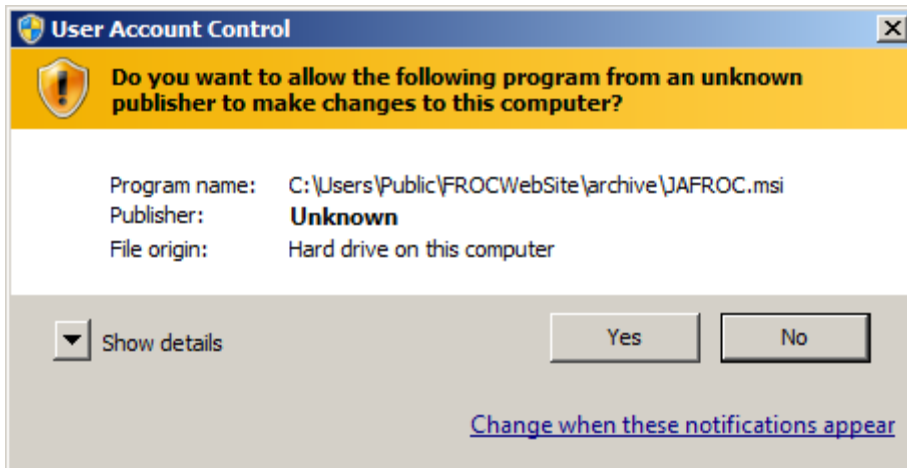 User Account Control
Do you want to allow the following program from an unknown
publisher to make changes to this computer?
Program name: C:\Users\Public\FROCWebSite\archive\JAFROC.msi
Publisher: Unknown
File origin: Hard drive on this computer
Show details
Yes
No
Change when these notifications appear